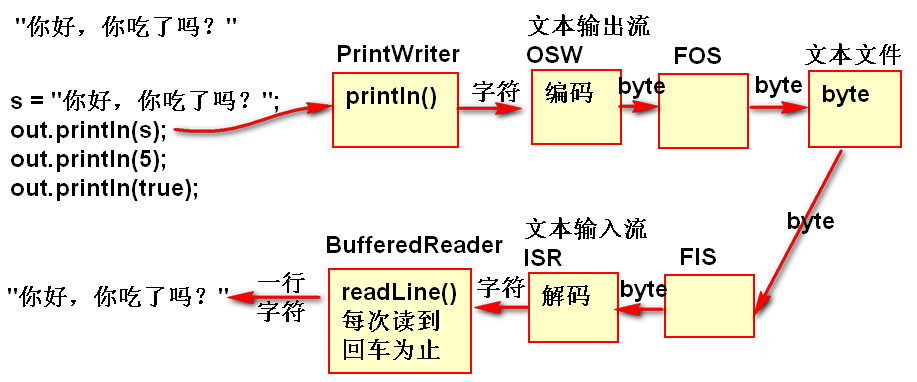 "你好，你吃了吗？"
文本输出流
PrintWriter
OSW
FOS
文本文件
s = "你好，你吃了吗？";
out.println(s);
out.println(5);
out.println(true);
println()
字符
编码
byte
byte
byte
byte
文本输入流
BufferedReader
ISR
FIS
"你好，你吃了吗？"
一行
字符
readLine()
每次读到
回车为止
字符
解码
byte